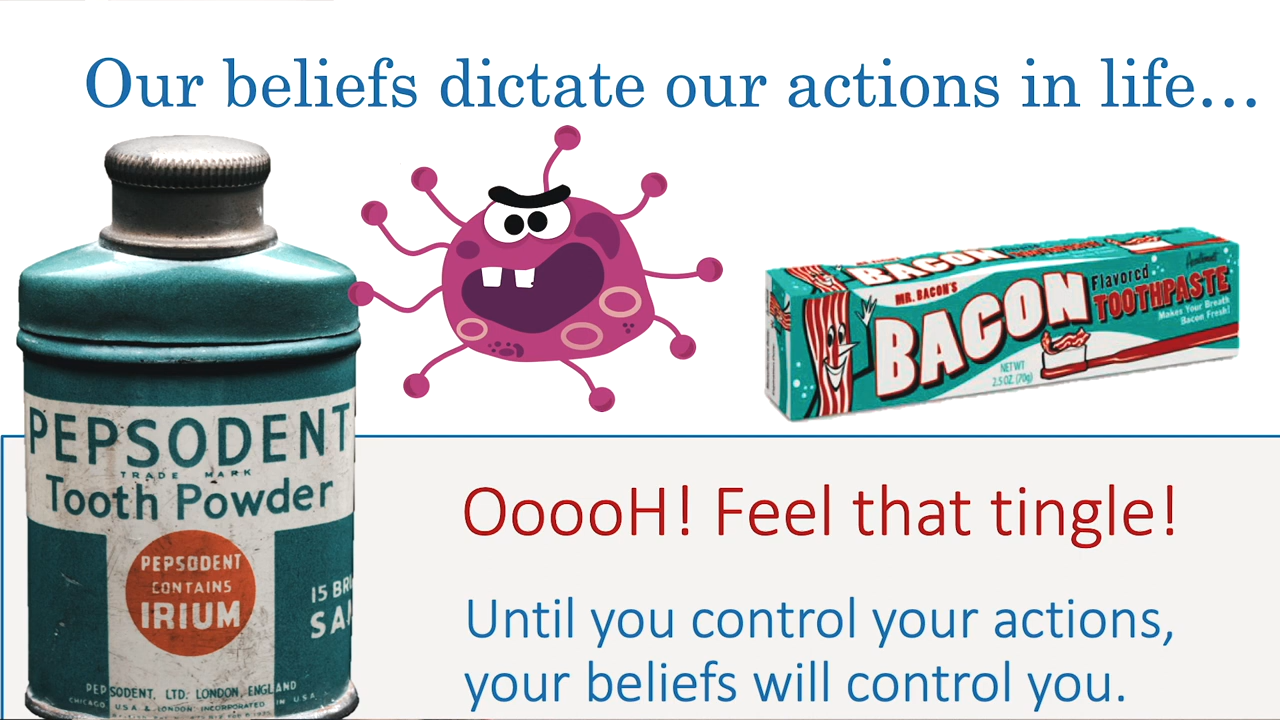 Our beliefs dictate our actions in life...
PEPSODENT
TRADE MARK
Tooth Powder
PEPSODENT
CONTAINS
IRIUM
15 BRU
SA
PEPSODENT, LTD. LONDON, ENGLAND
CHICAGO, U.S.A. & LONDON INCORPORATED IN U.S.A.
BACON
MR. BACON'S
BACON
Flavored
TOOTHPASTE
Makes Your Breath
Bacon Fresh!
NET WT
2.5 OZ (70g)
OoooH! Feel that tingle!
Until you control your actions,
your beliefs will control you.